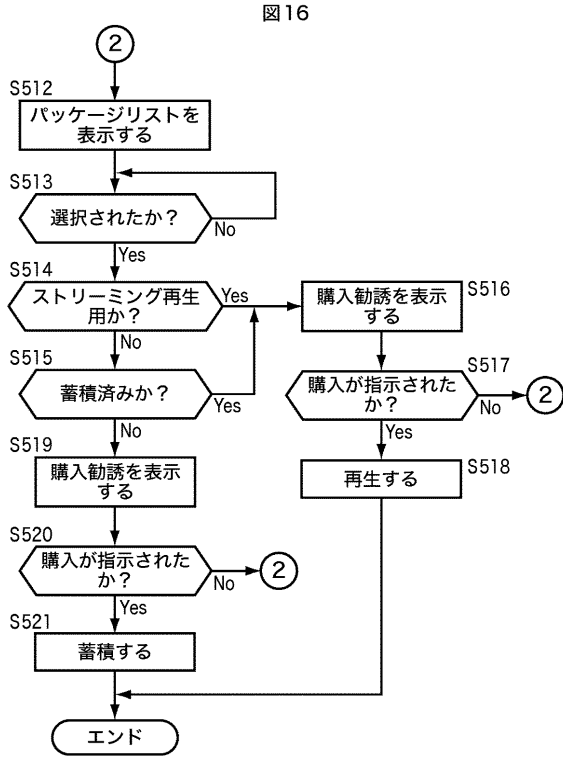 図16
2
S512
パッケージリストを
表示する
S513
選択されたか？
No
Yes
S514
ストリーミング再生
用か？
Yes
No
S515
蓄積済みか？
Yes
No
S516
購入勧誘を表示
する
S517
購入が指示された
か？
No
2
Yes
S518
再生する
S519
購入勧誘を表示
する
S520
購入が指示された
か？
No
2
Yes
S521
蓄積する
エンド